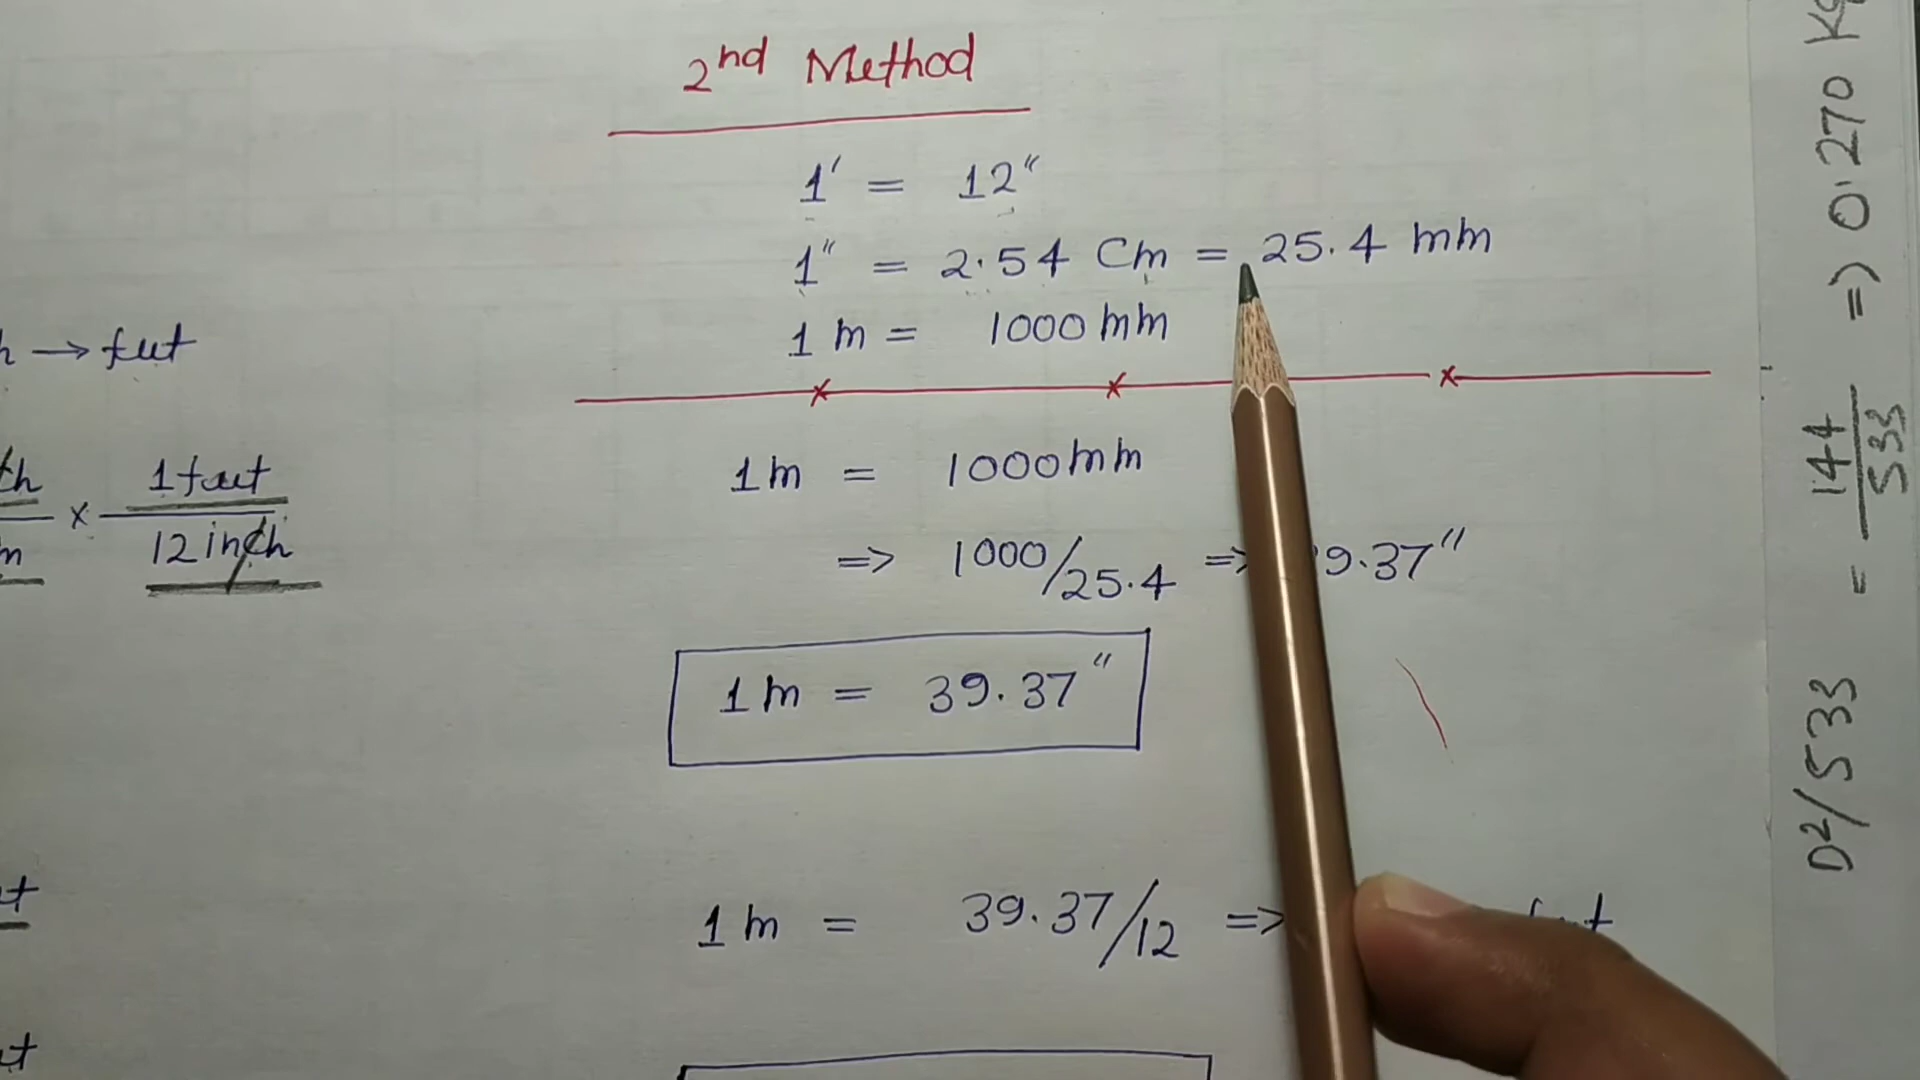 2nd Method
1' = 12"
1" = 2.54 Cm = 25.4 mm
1 m = 1000 mm
1 m = 1000 mm
=> 1000/25.4 => 9.37"
1 m = 39.37"
1 m = 39.37/12 =>
→ feet
× 1 feet
12 inch
D²/533 = 144/533 => 0.270